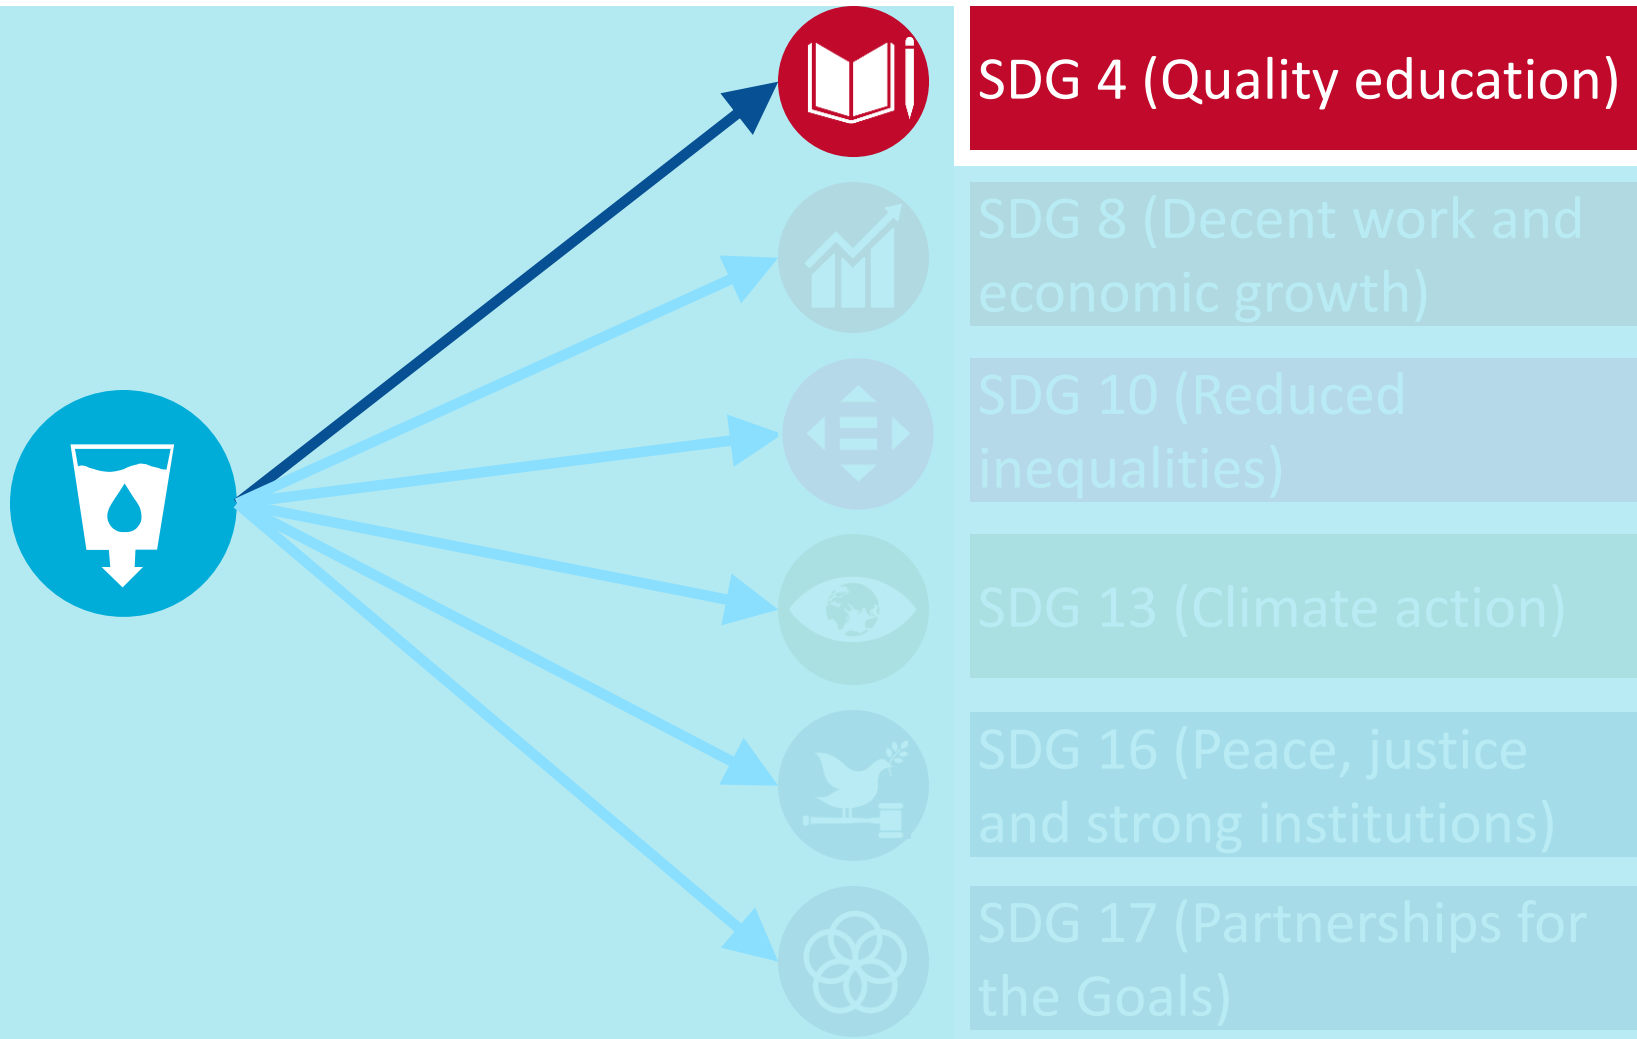 SDG 4 (Quality education)
SDG 8 (Decent work and
economic growth)
SDG 10 (Reduced
inequalities)
SDG 13 (Climate action)
SDG 16 (Peace, justice
and strong institutions)
SDG 17 (Partnerships for
the Goals)